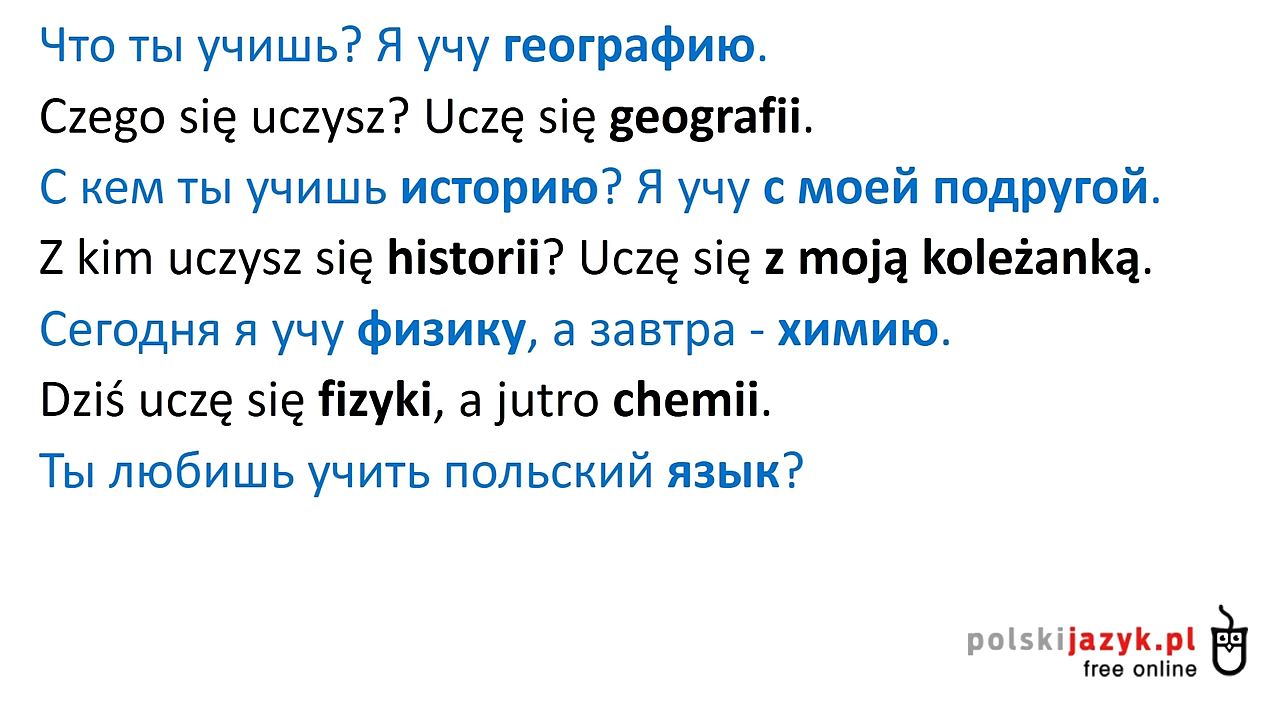 Что ты учишь? Я учу географию.
Czego się uczysz? Uczę się geografii.
С кем ты учишь историю? Я учу с моей подругой.
Z kim uczysz się historii? Uczę się z moją koleżanką.
Сегодня я учу физику, а завтра - химию.
Dziś uczę się fizyki, a jutro chemii.
Ты любишь учить польский язык?
polskijazyk.pl
free online